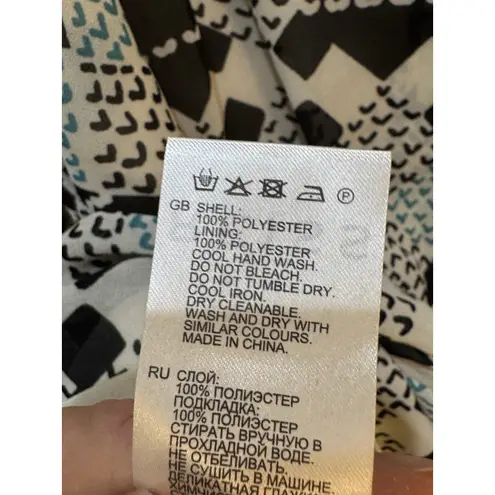 P
GB SHELL:
100% POLYESTER
LINING:
100% POLYESTER
COOL HAND WASH.
DO NOT BLEACH.
DO NOT TUMBLE DRY.
COOL IRON.
DRY CLEANABLE.
WASH AND DRY WITH
SIMILAR COLOURS.
MADE IN CHINA.
RU СЛОЙ:
100% ПОЛИЭСТЕР
ПОДКЛАДКА:
100% ПОЛИЭСТЕР
СТИРАТЬ ВРУЧНУЮ В
ПРОХЛАДНОЙ ВОДЕ.
НЕ ОТБЕЛИВАТЬ.
НЕ СУШИТЬ В МАШИНЕ.
ДЕЛИКАТНАЯ ГЛАЖКА